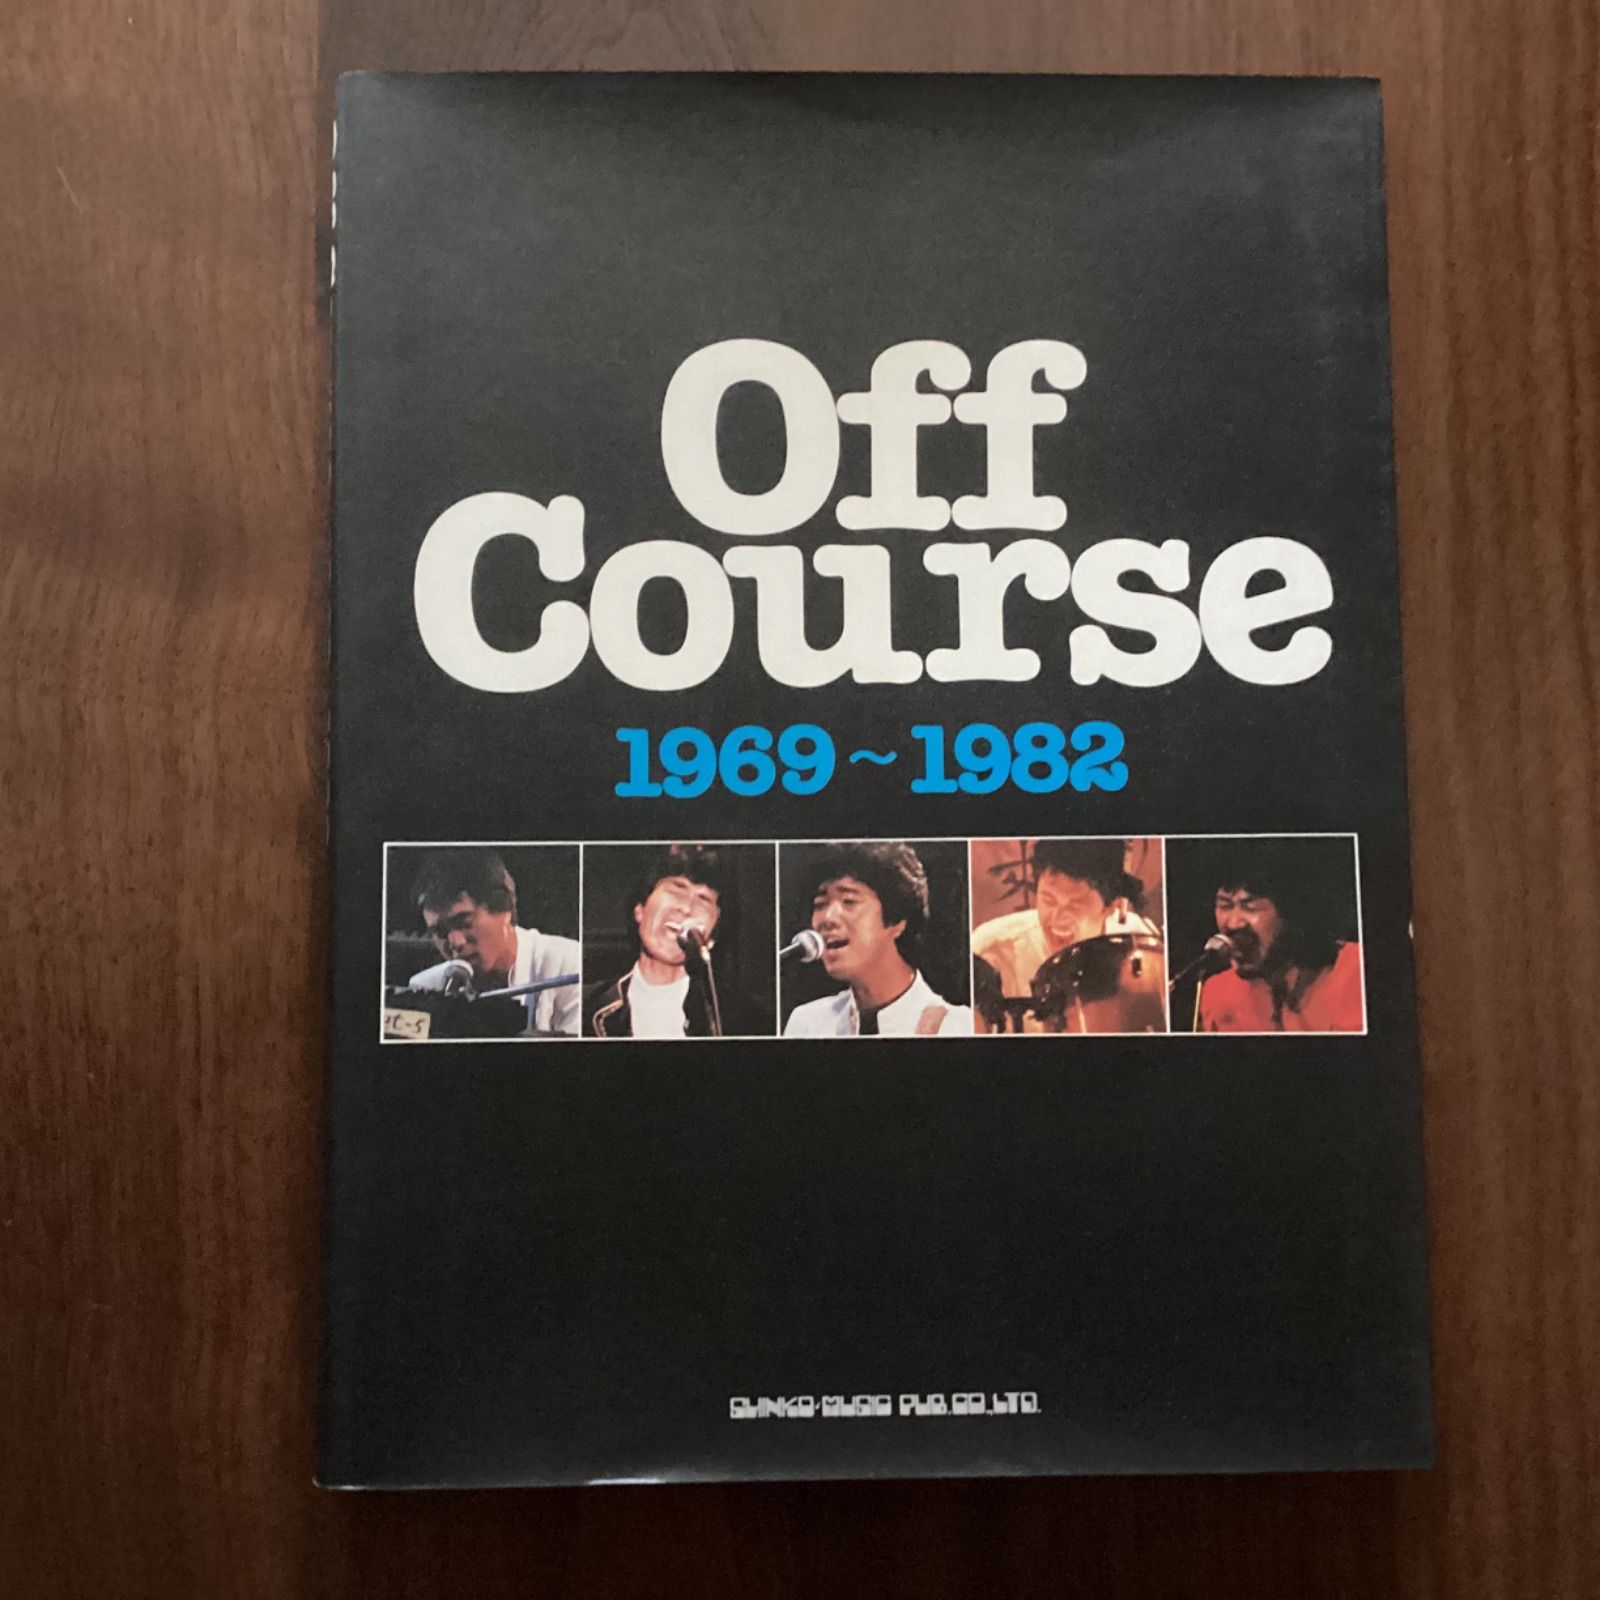 Off
Course
1969~1982
SHINKO·MUSIC PUB.CO.,LTD.